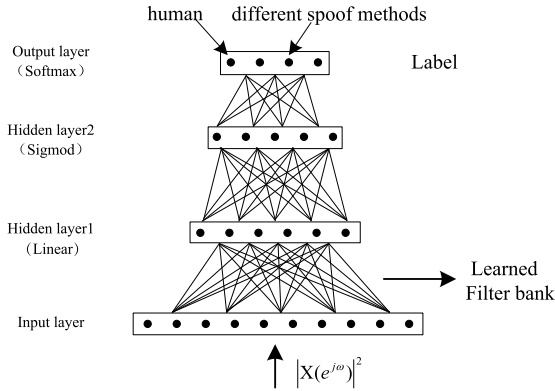 human different spoof methods
Output layer
（Softmax）
Label
Hidden layer2
（Sigmod）
Hidden layer1
（Linear）
Learned
Filter bank
Input layer
|X(e^{jω})|^2